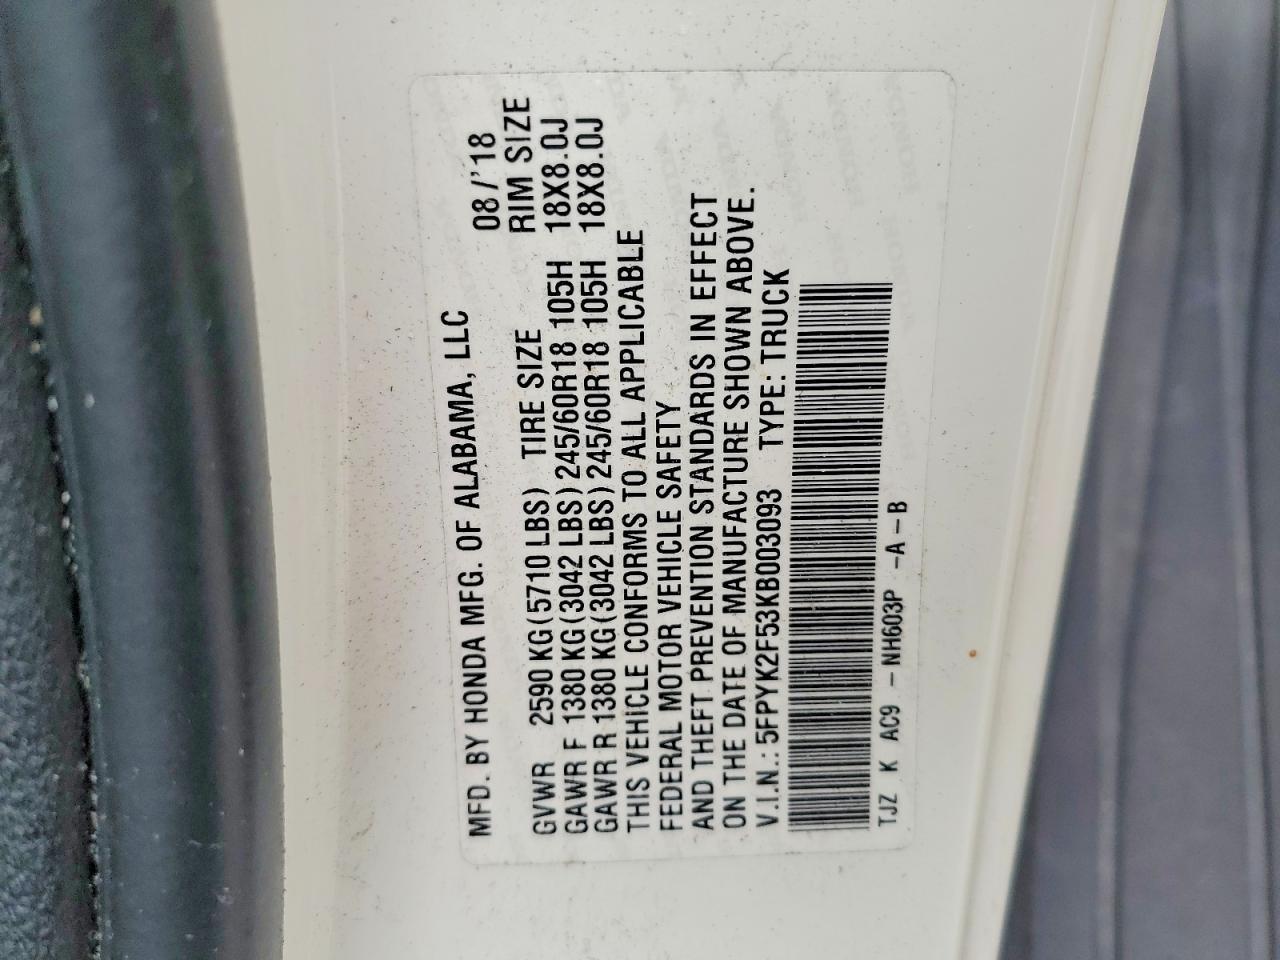 MFD. BY HONDA MFG. OF ALABAMA, LLC 08/'18
GVWR 2590 KG(5710 LBS) TIRE SIZE RIM SIZE
GAWR F 1380 KG(3042 LBS) 245/60R18 105H 18X8.0J
GAWR R 1380 KG(3042 LBS) 245/60R18 105H 18X8.0J
THIS VEHICLE CONFORMS TO ALL APPLICABLE
FEDERAL MOTOR VEHICLE SAFETY
AND THEFT PREVENTION STANDARDS IN EFFECT
ON THE DATE OF MANUFACTURE SHOWN ABOVE.
V.I.N.: 5FPYK2F53KB003093 TYPE: TRUCK
TJZ K AC9 -NH603P -A-B